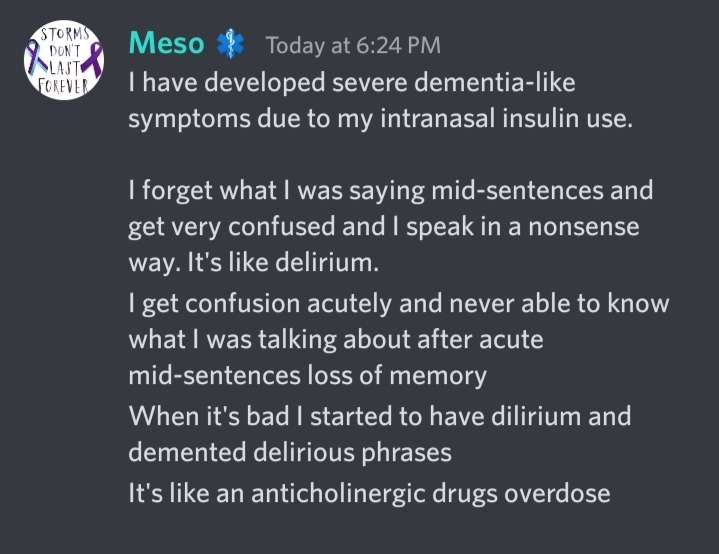 STORMS
DON'T
LAST
FOREVER
Meso Today at 6:24 PM
I have developed severe dementia-like
symptoms due to my intranasal insulin use.
I forget what I was saying mid-sentences and
get very confused and I speak in a nonsense
way. It's like delirium.
I get confusion acutely and never able to know
what I was talking about after acute
mid-sentences loss of memory
When it's bad I started to have dilirium and
demented delirious phrases
It's like an anticholinergic drugs overdose